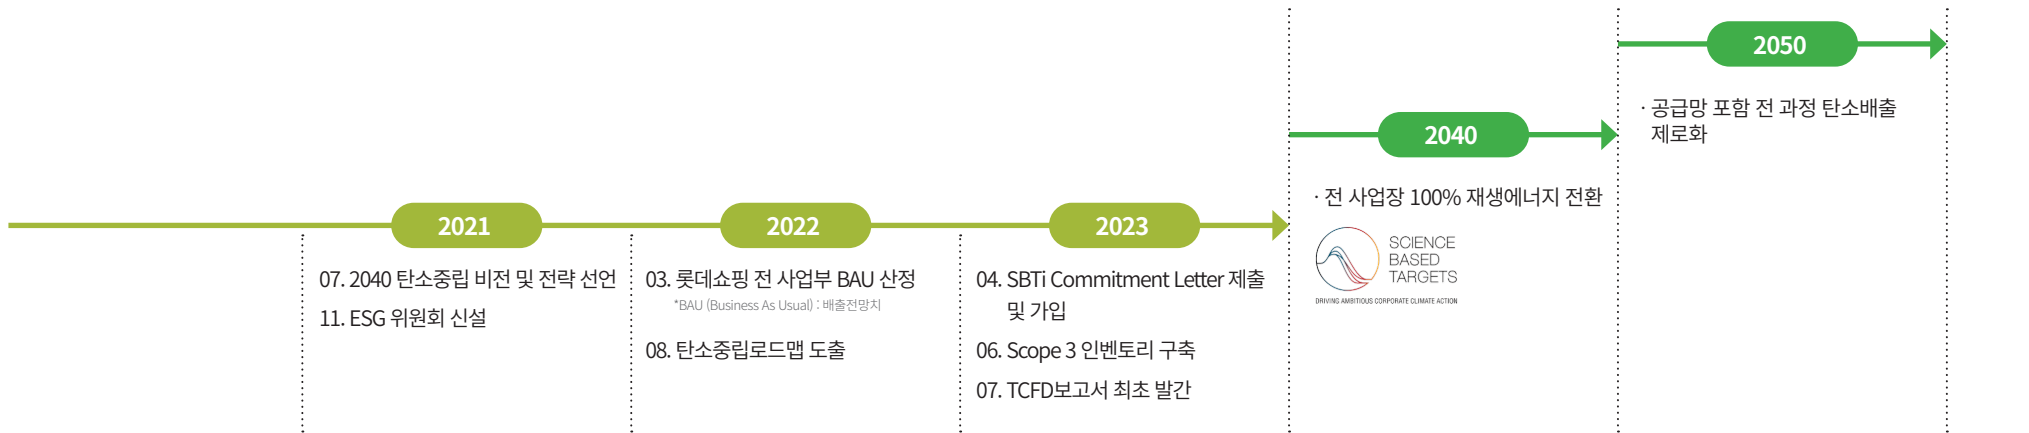 2021
07. 2040 탄소중립 비전 및 전략 선언
11. ESG 위원회 신설
2022
03. 롯데쇼핑 전 사업부 BAU 산정
*BAU (Business As Usual) : 배출전망치
08. 탄소중립로드맵 도출
2023
04. SBTi Commitment Letter 제출
및 가입
06. Scope 3 인벤토리 구축
07. TCFD보고서 최초 발간
2040
· 전 사업장 100% 재생에너지 전환
SCIENCE
BASED
TARGETS
DRIVING AMBITIOUS CORPORATE CLIMATE ACTION
2050
· 공급망 포함 전 과정 탄소배출
제로화